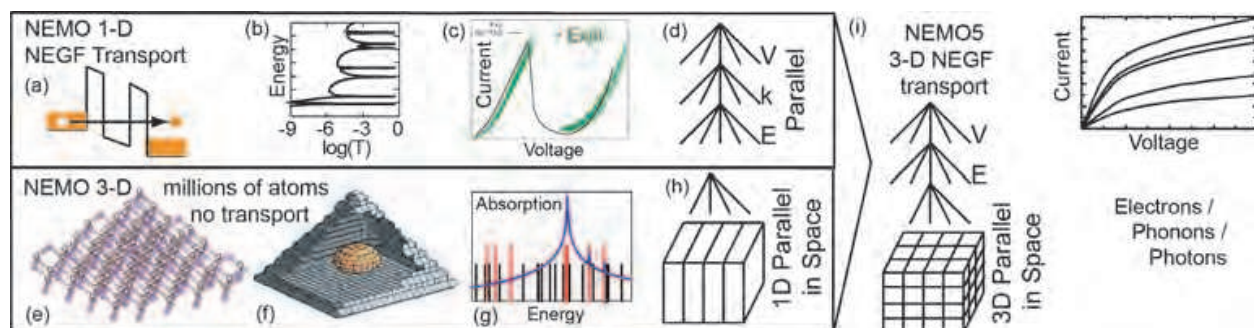 NEMO 1-D
NEGF Transport
(a)
(b)
Energy
-9 -6 -3 0
log(T)
(c)
Current
Voltage
(d)
V
k
E
Parallel
NEMO 3-D
millions of atoms
no transport
(e)
(f)
Absorption
(g)
Energy
(h)
1D Parallel
in Space
(i)
NEMO5
3-D NEGF
transport
V
E
3D Parallel
in Space
Current
Voltage
Electrons /
Phonons /
Photons